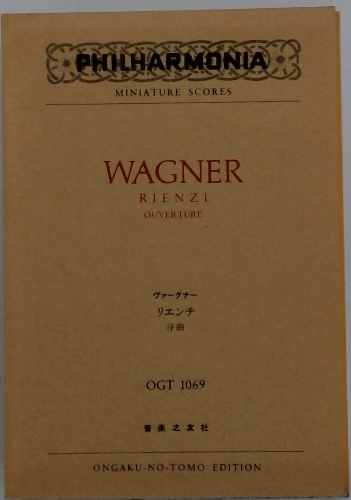 PHILHARMONIA
MINIATURE SCORES
WAGNER
RIENZI
OUVERTURE
ヴァーグナー
リエンチ
序曲
OGT 1069
音楽之友社
ONGAKU-NO-TOMO EDITION